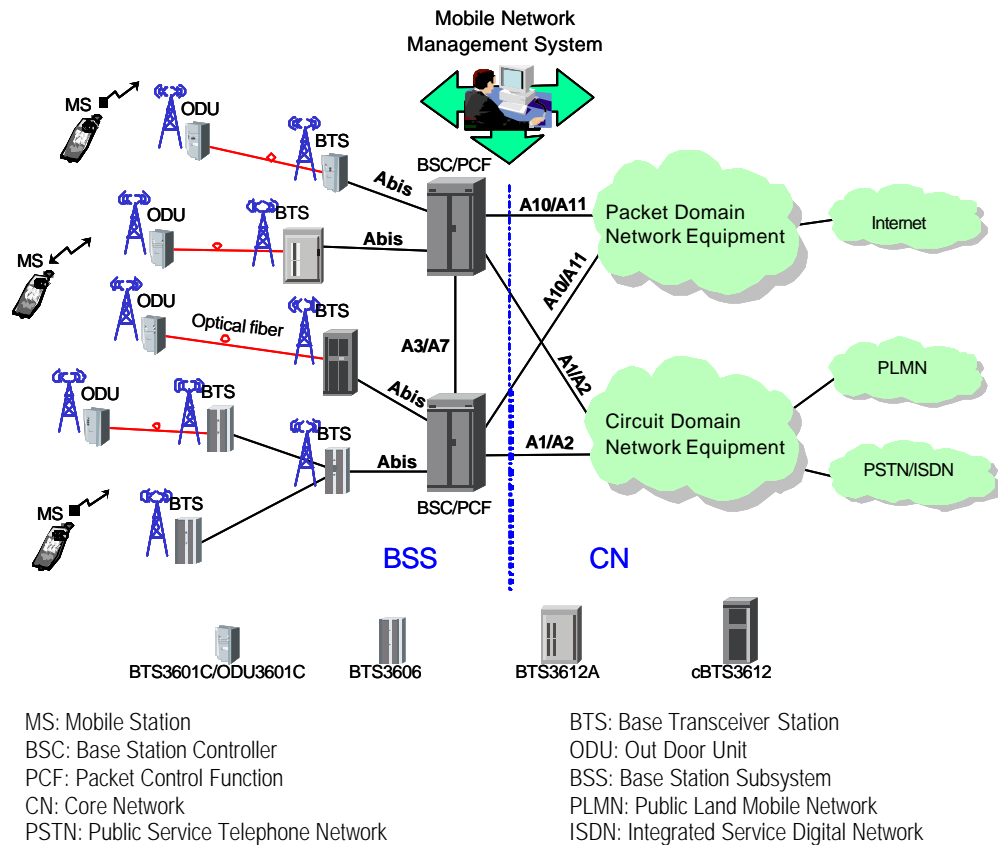 Mobile Network
Management System
MS
ODU
BTS
BSC/PCF
Abis
A10/A11
Packet Domain
Network Equipment
Internet
ODU
BTS
Abis
MS
A10/A11
ODU
Optical fiber
BTS
A3/A7
A1/A2
PLMN
ODU
BTS
Abis
BTS
Circuit Domain
Network Equipment
Abis
A1/A2
PSTN/ISDN
MS
BTS
BSC/PCF
BSS
CN
BTS3601C/ODU3601C
BTS3606
BTS3612A
cBTS3612
MS: Mobile Station
BSC: Base Station Controller
PCF: Packet Control Function
CN: Core Network
PSTN: Public Service Telephone Network
BTS: Base Transceiver Station
ODU: Out Door Unit
BSS: Base Station Subsystem
PLMN: Public Land Mobile Network
ISDN: Integrated Service Digital Network